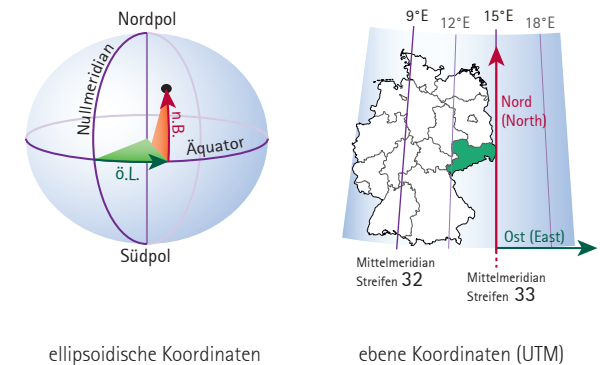 Nordpol
Nullmeridian
n.B.
Äquator
ö.L.
Südpol
ellipsoidische Koordinaten
9°E
12°E
15°E
18°E
Nord
(North)
Ost (East)
Mittelmeridian
Streifen 32
Mittelmeridian
Streifen 33
ebene Koordinaten (UTM)